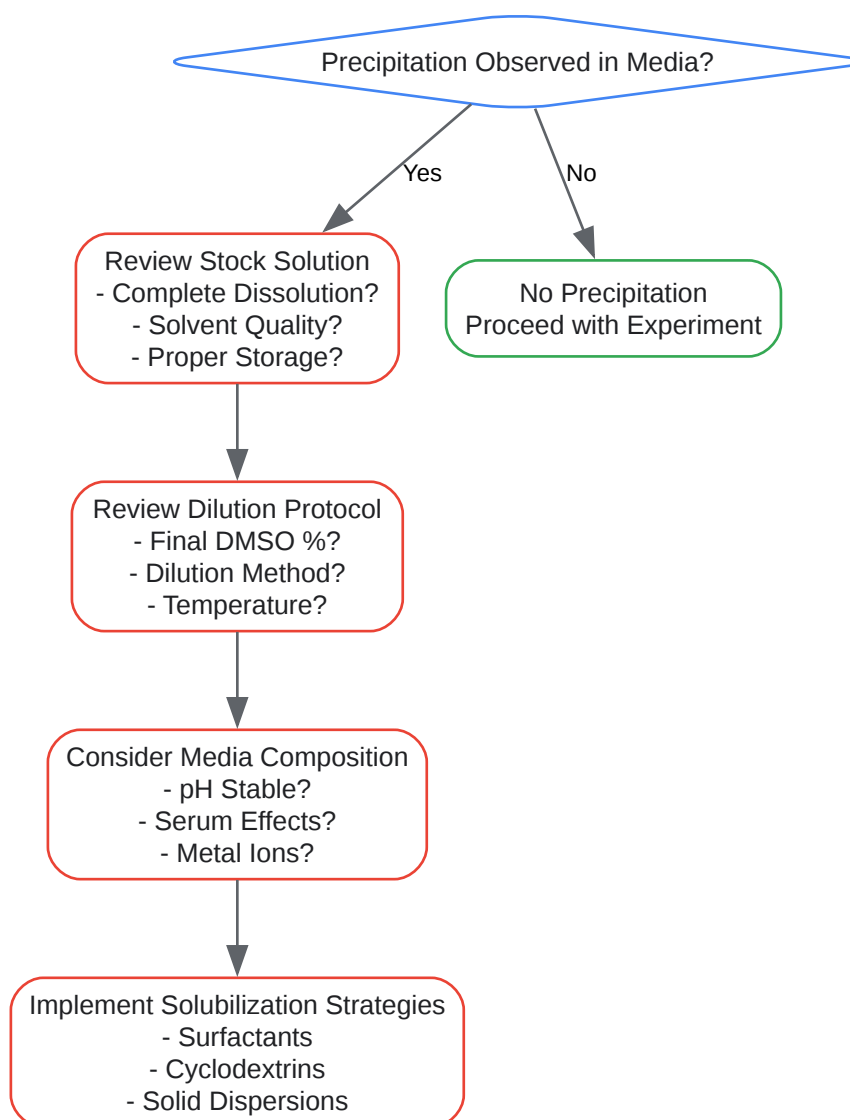 Precipitation Observed in Media?
Yes
No
Review Stock Solution
- Complete Dissolution?
- Solvent Quality?
- Proper Storage?
No Precipitation
Proceed with Experiment
Review Dilution Protocol
- Final DMSO %?
- Dilution Method?
- Temperature?
Consider Media Composition
- pH Stable?
- Serum Effects?
- Metal Ions?
Implement Solubilization Strategies
- Surfactants
- Cyclodextrins
- Solid Dispersions